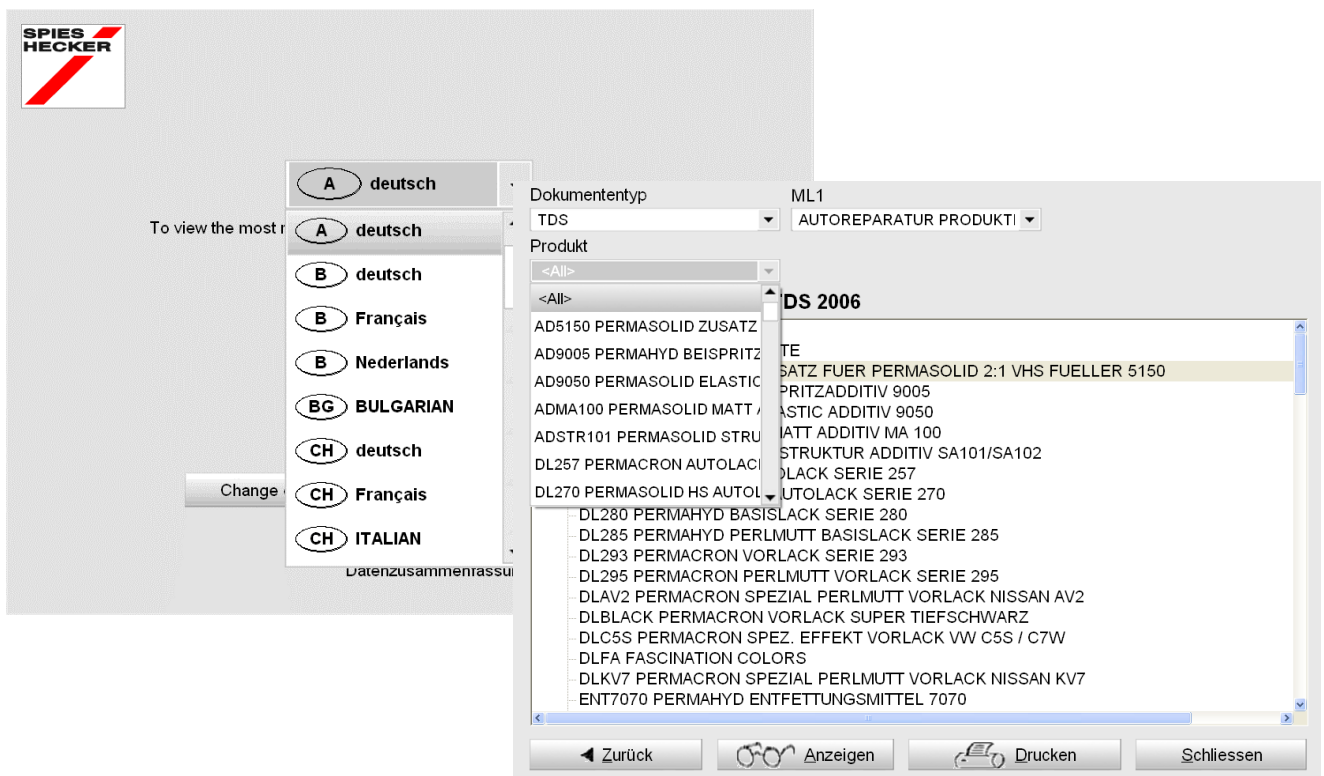 SPIES
HECKER
A deutsch
To view the most
A deutsch
B deutsch
B Français
B Nederlands
BG BULGARIAN
CH deutsch
CH Français
CH ITALIAN
Change
Datenzusammenfassu
Dokumententyp
ML1
TDS
AUTOREPARATUR PRODUKTI
Produkt
<All>
<All>
AD5150 PERMASOLID ZUSATZ
AD9005 PERMAHYD BEISPRITZ
AD9050 PERMASOLID ELASTIC
ADMA100 PERMASOLID MATT
ADSTR101 PERMASOLID STRU
DL257 PERMACRON AUTOLAC
DL270 PERMASOLID HS AUTOL
TDS 2006
TE
SATZ FUER PERMASOLID 2:1 VHS FUELLER 5150
PRITZADDITIV 9005
ASTIC ADDITIV 9050
MATT ADDITIV MA 100
STRUKTUR ADDITIV SA101/SA102
OLACK SERIE 257
UTOLACK SERIE 270
DL280 PERMAHYD BASISLACK SERIE 280
DL285 PERMAHYD PERLMUTT BASISLACK SERIE 285
DL293 PERMACRON VORLACK SERIE 293
DL295 PERMACRON PERLMUTT VORLACK SERIE 295
DLAV2 PERMACRON SPEZIAL PERLMUTT VORLACK NISSAN AV2
DLBLACK PERMACRON VORLACK SUPER TIEFSCHWARZ
DLC5S PERMACRON SPEZ. EFFEKT VORLACK VW C5S / C7W
DLFA FASCINATION COLORS
DLKV7 PERMACRON SPEZIAL PERLMUTT VORLACK NISSAN KV7
ENT7070 PERMAHYD ENTFETTUNGSMITTEL 7070
Zurück
Anzeigen
Drucken
Schliessen